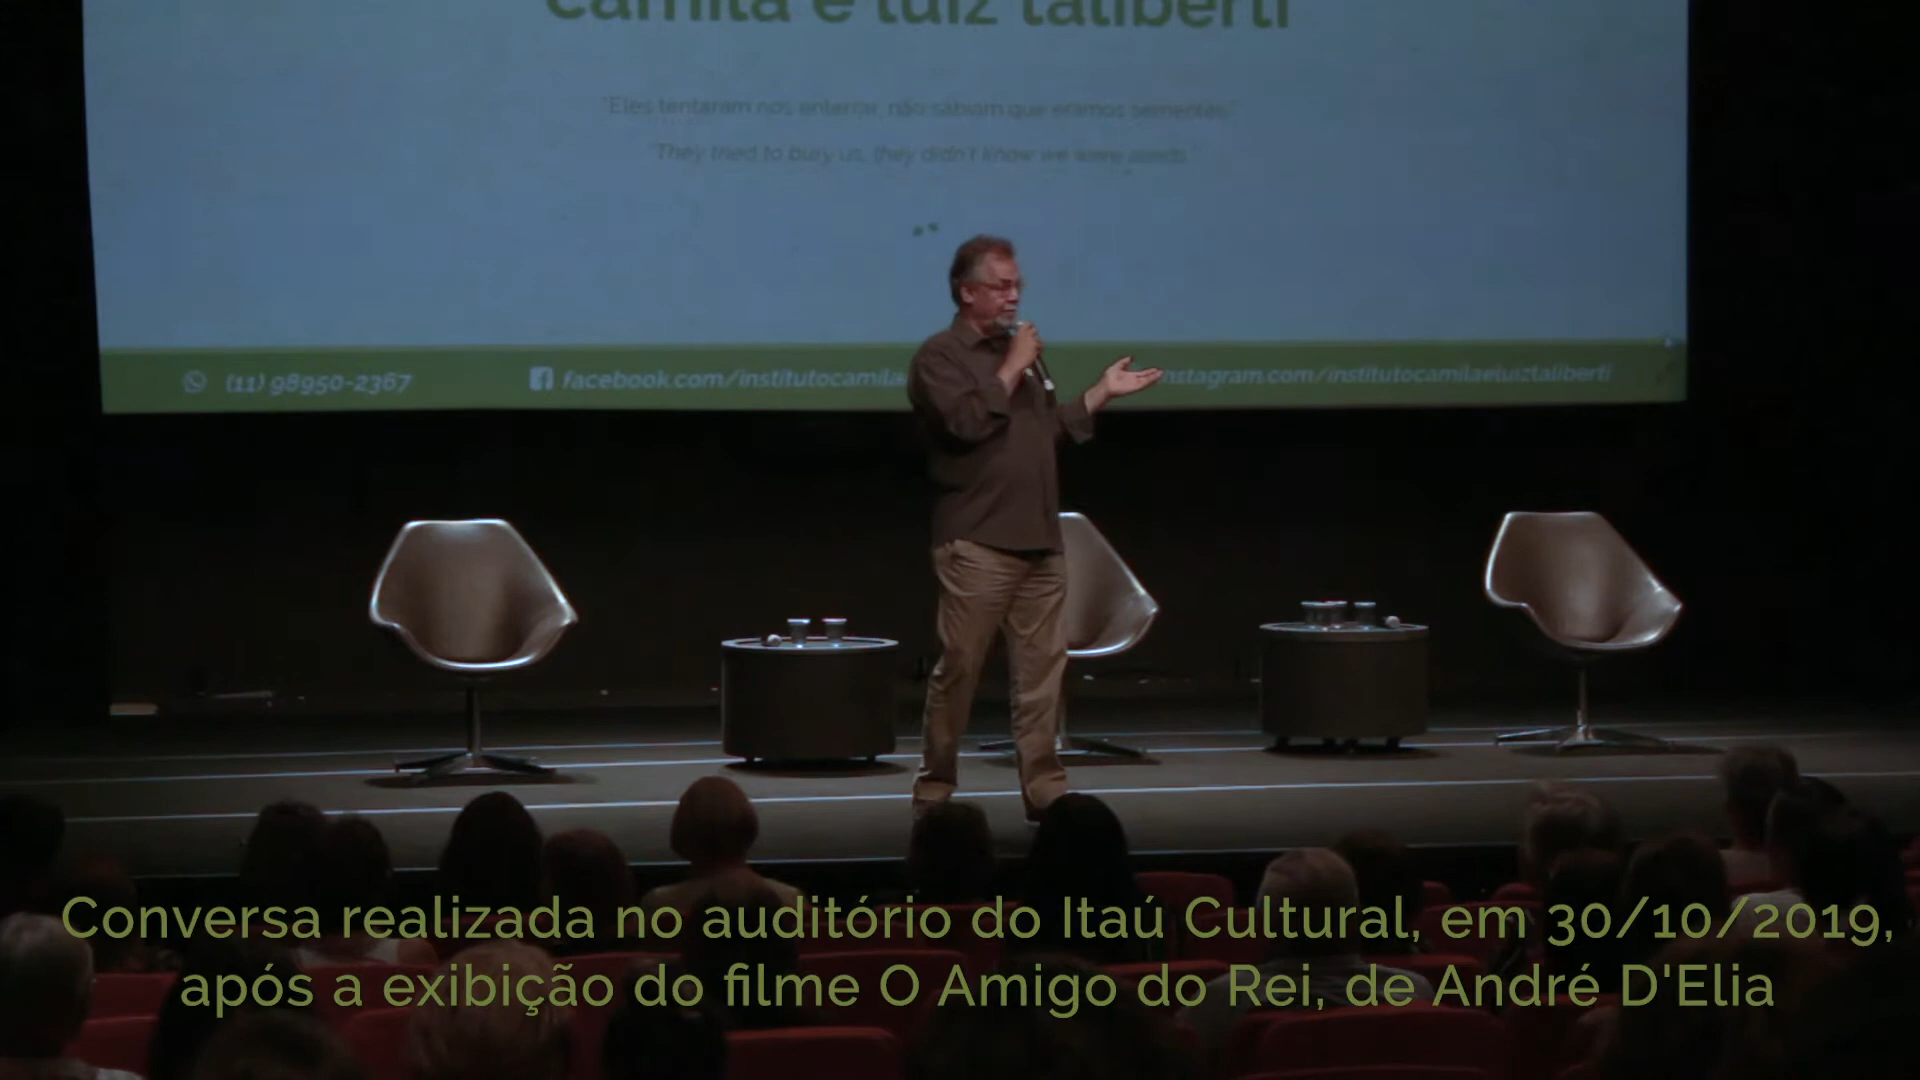 camila e luiz taliberti
"Eles tentaram nos enterrar, não sabiam que éramos sementes."
"They tried to bury us, they didn't know we were seeds."
(11) 98950-2367 facebook.com/institutocamila nstagram.com/institutocamilaeluiztaliberti
Conversa realizada no auditório do Itaú Cultural, em 30/10/2019,
após a exibição do filme O Amigo do Rei, de André D'Elia